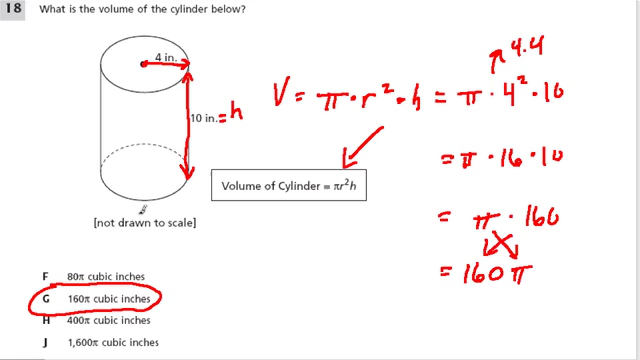 18 What is the volume of the cylinder below?
4·4
4 in.
V = π·r²·h = π·4²·10
10 in. = h
= π·16·10
Volume of Cylinder = πr²h
[not drawn to scale]
= π·160
= 160π
F 80π cubic inches
G 160π cubic inches
H 400π cubic inches
J 1,600π cubic inches